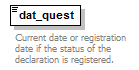 dat_quest
Current date or registration
date if the status of the
declaration is registered.